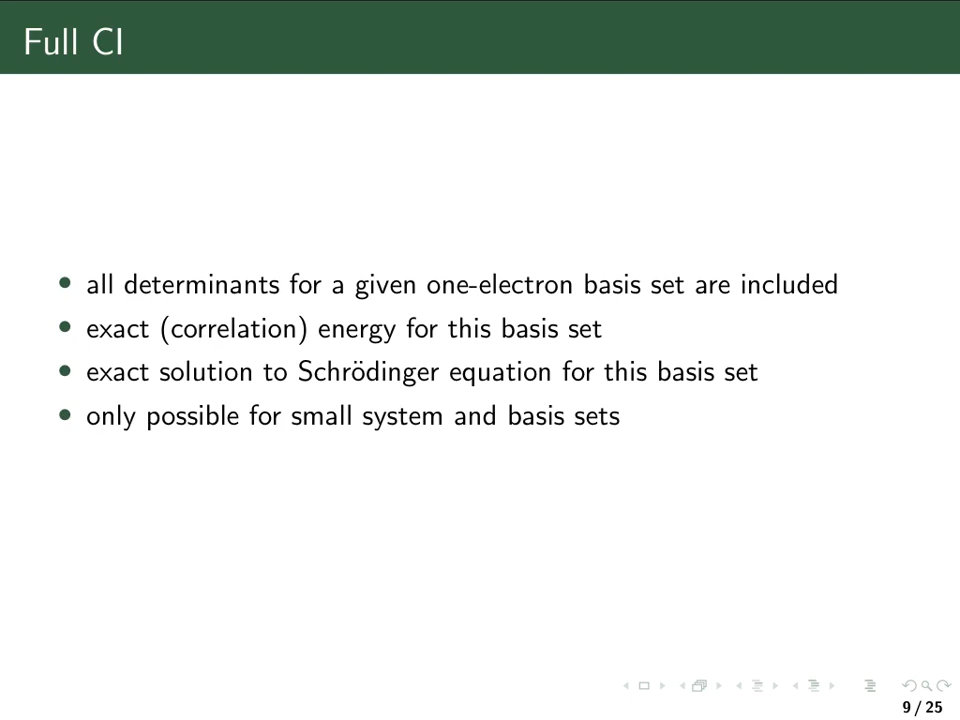 Full CI
• all determinants for a given one-electron basis set are included
• exact (correlation) energy for this basis set
• exact solution to Schrödinger equation for this basis set
• only possible for small system and basis sets
9 / 25